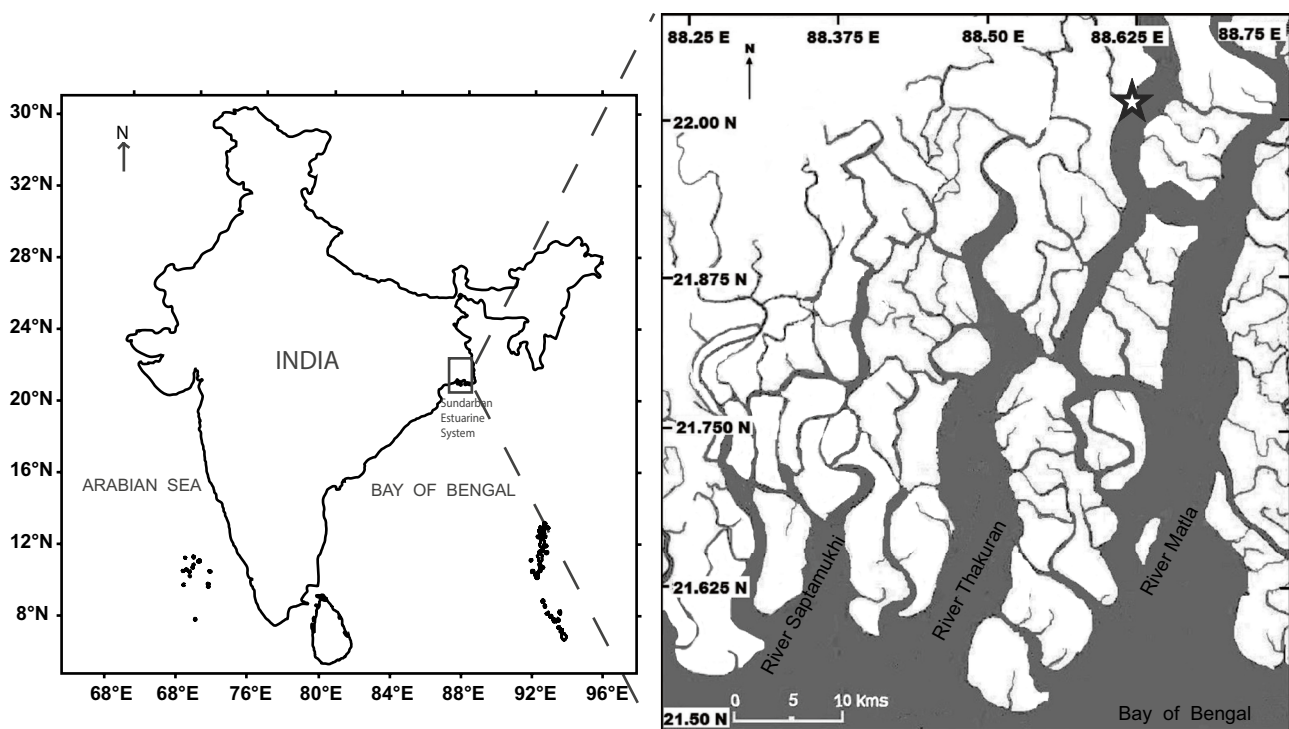 30°N
32°N
28°N
24°N
20°N
16°N
12°N
8°N
68°E
68°E
76°E
80°E
84°E
88°E
92°E
96°E
N
INDIA
Sundarban
Estuarine
System
ARABIAN SEA
BAY OF BENGAL
88.25 E
88.375 E
88.50 E
88.625 E
88.75 E
N
22.00 N
21.875 N
21.750 N
21.625 N
21.50 N
River Saptamukhi
River Thakuran
River Matla
0 5 10 Kms
Bay of Bengal